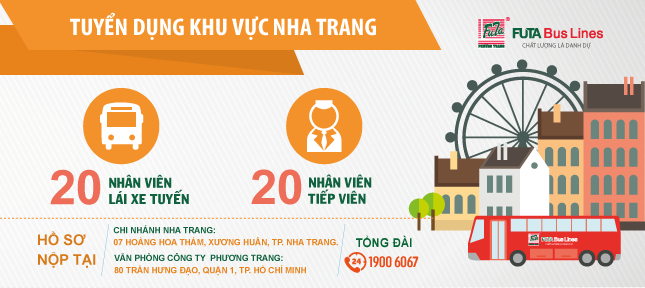 TUYỂN DỤNG KHU VỰC NHA TRANG
FUTA
PHƯƠNG TRANG
FUTA Bus Lines
CHẤT LƯỢNG LÀ DANH DỰ
20 NHÂN VIÊN
LÁI XE TUYẾN
20 NHÂN VIÊN
TIẾP VIÊN
HỒ SƠ
NỘP TẠI
CHI NHÁNH NHA TRANG:
07 HOÀNG HOA THÁM, XƯƠNG HUÂN, TP. NHA TRANG.
VĂN PHÒNG CÔNG TY PHƯƠNG TRANG:
80 TRẦN HƯNG ĐẠO, QUẬN 1, TP. HỒ CHÍ MINH
TỔNG ĐÀI
24 1900 6067
FUTA Bus Lines